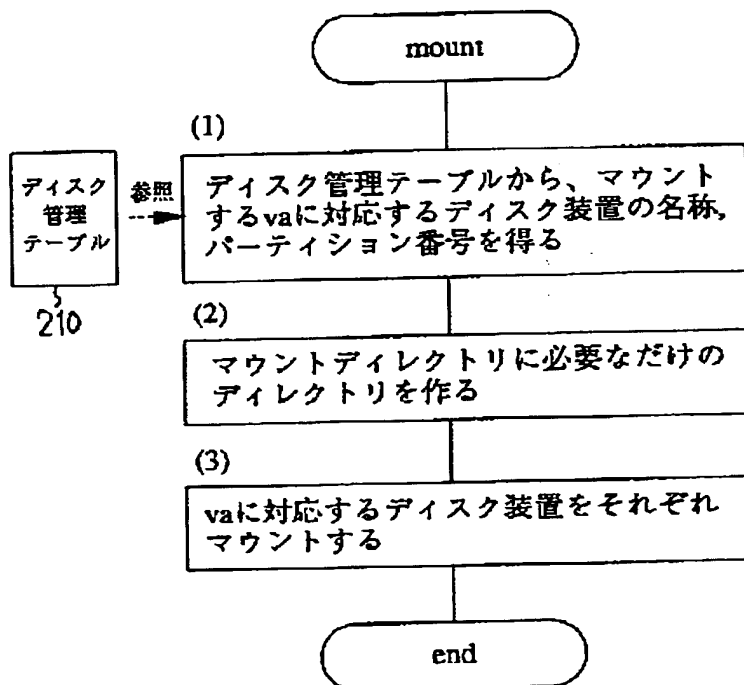 mount
(1)
ディスク
管理
テーブル
参照
ディスク管理テーブルから、マウント
するvaに対応するディスク装置の名称,
パーティション番号を得る
210
(2)
マウントディレクトリに必要なだけの
ディレクトリを作る
(3)
vaに対応するディスク装置をそれぞれ
マウントする
end